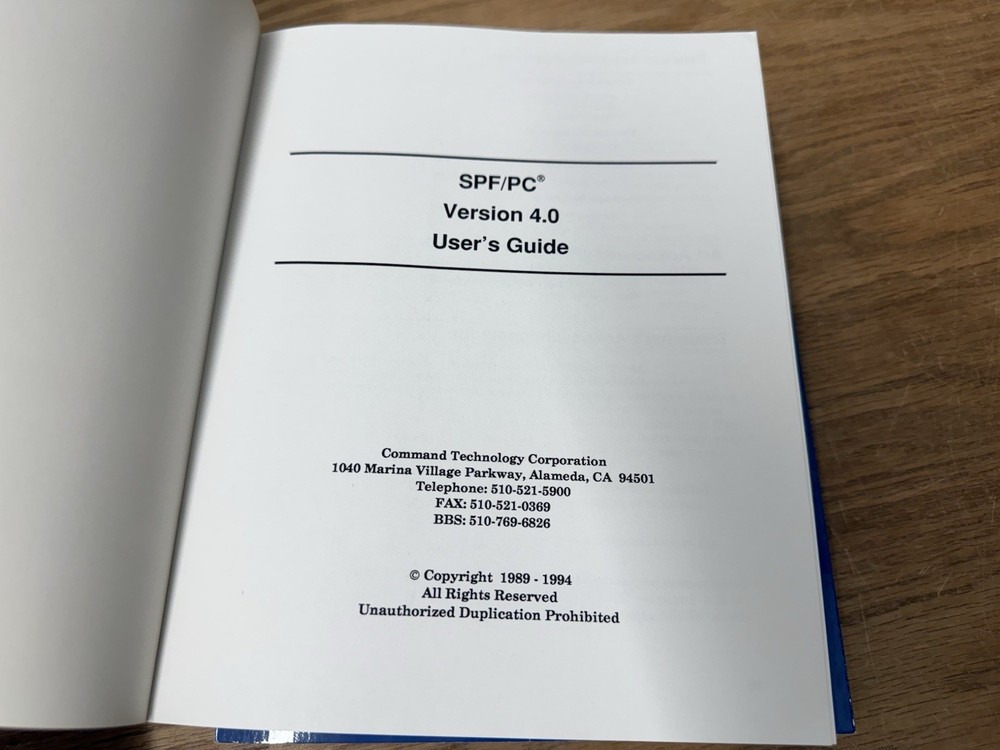 SPF/PC®
Version 4.0
User's Guide
Command Technology Corporation
1040 Marina Village Parkway, Alameda, CA 94501
Telephone: 510-521-5900
FAX: 510-521-0369
BBS: 510-769-6826
© Copyright 1989 - 1994
All Rights Reserved
Unauthorized Duplication Prohibited